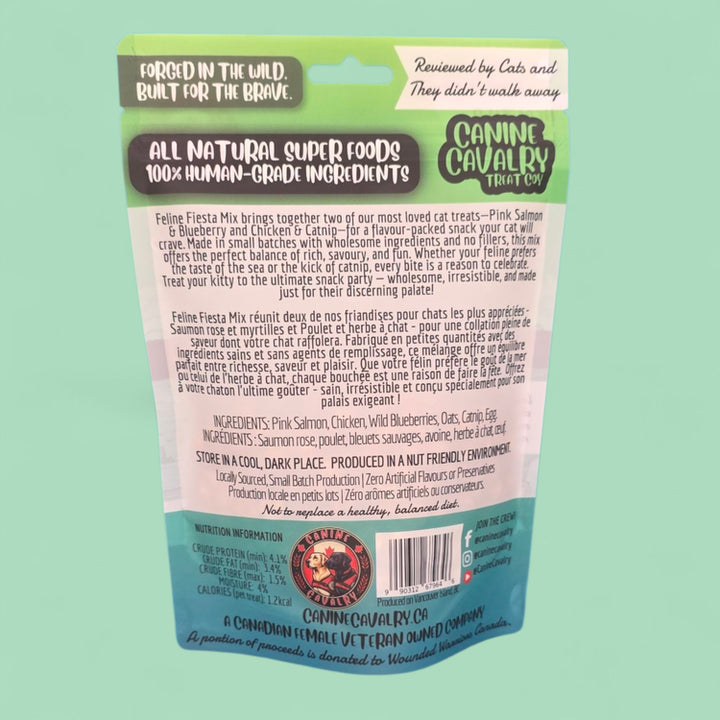 FORGED IN THE WILD.
BUILT FOR THE BRAVE.
Reviewed by Cats and
They didn't walk away
ALL NATURAL SUPER FOODS
100% HUMAN-GRADE INGREDIENTS
CANINE
CAVALRY
TREAT COY
Feline Fiesta Mix brings together two of our most loved cat treats—Pink Salmon
& Blueberry and Chicken & Catnip—for a flavour-packed snack your cat will
crave. Made in small batches with wholesome ingredients and no fillers, this mix
offers the perfect balance of rich, savoury, and fun. Whether your feline prefers
the taste of the sea or the kick of catnip, every bite is a reason to celebrate.
Treat your kitty to the ultimate snack party — wholesome, irresistible, and made
just for their discerning palate!
Feline Fiesta Mix réunit deux de nos friandises pour chats les plus appréciées -
Saumon rose et myrtilles et Poulet et herbe à chat - pour une collation pleine de
saveur dont votre chat raffolera. Fabriqué en petites quantités avec des
ingrédients sains et sans agents de remplissage, ce mélange offre un équilibre
parfait entre richesse, saveur et plaisir. Que votre félin préfère le goût de la mer
ou celui de l'herbe à chat, chaque bouchée est une raison de faire la fête. Offrez
à votre chaton l'ultime goûter - sain, irrésistible et conçu spécialement pour son
palais exigeant !
INGREDIENTS: Pink Salmon, Chicken, Wild Blueberries, Oats, Catnip, Egg.
INGRÉDIENTS : Saumon rose, poulet, bleuets sauvages, avoine, herbe à chat, œuf.
STORE IN A COOL, DARK PLACE. PRODUCED IN A NUT FRIENDLY ENVIRONMENT.
Locally Sourced, Small Batch Production | Zero Artificial Flavours or Preservatives
Production locale en petits lots | Zéro arômes artificiels ou conservateurs.
Not to replace a healthy, balanced diet.
NUTRITION INFORMATION
CRUDE PROTEIN (min): 4.1%
CRUDE FAT (min): 3.4%
CRUDE FIBRE (max): 1.5%
MOISTURE: 4%
CALORIES (per treat): 1.2kcal
CANINE
CAVALRY
9 90312 67964 6
Produced on Vancouver Island, BC
JOIN THE CREW!
@caninecavalry
@caninecavalry
@CanineCavalry
CANINECAVALRY.CA
A CANADIAN FEMALE VETERAN OWNED COMPANY
A portion of proceeds is donated to Wounded Warriors Canada.